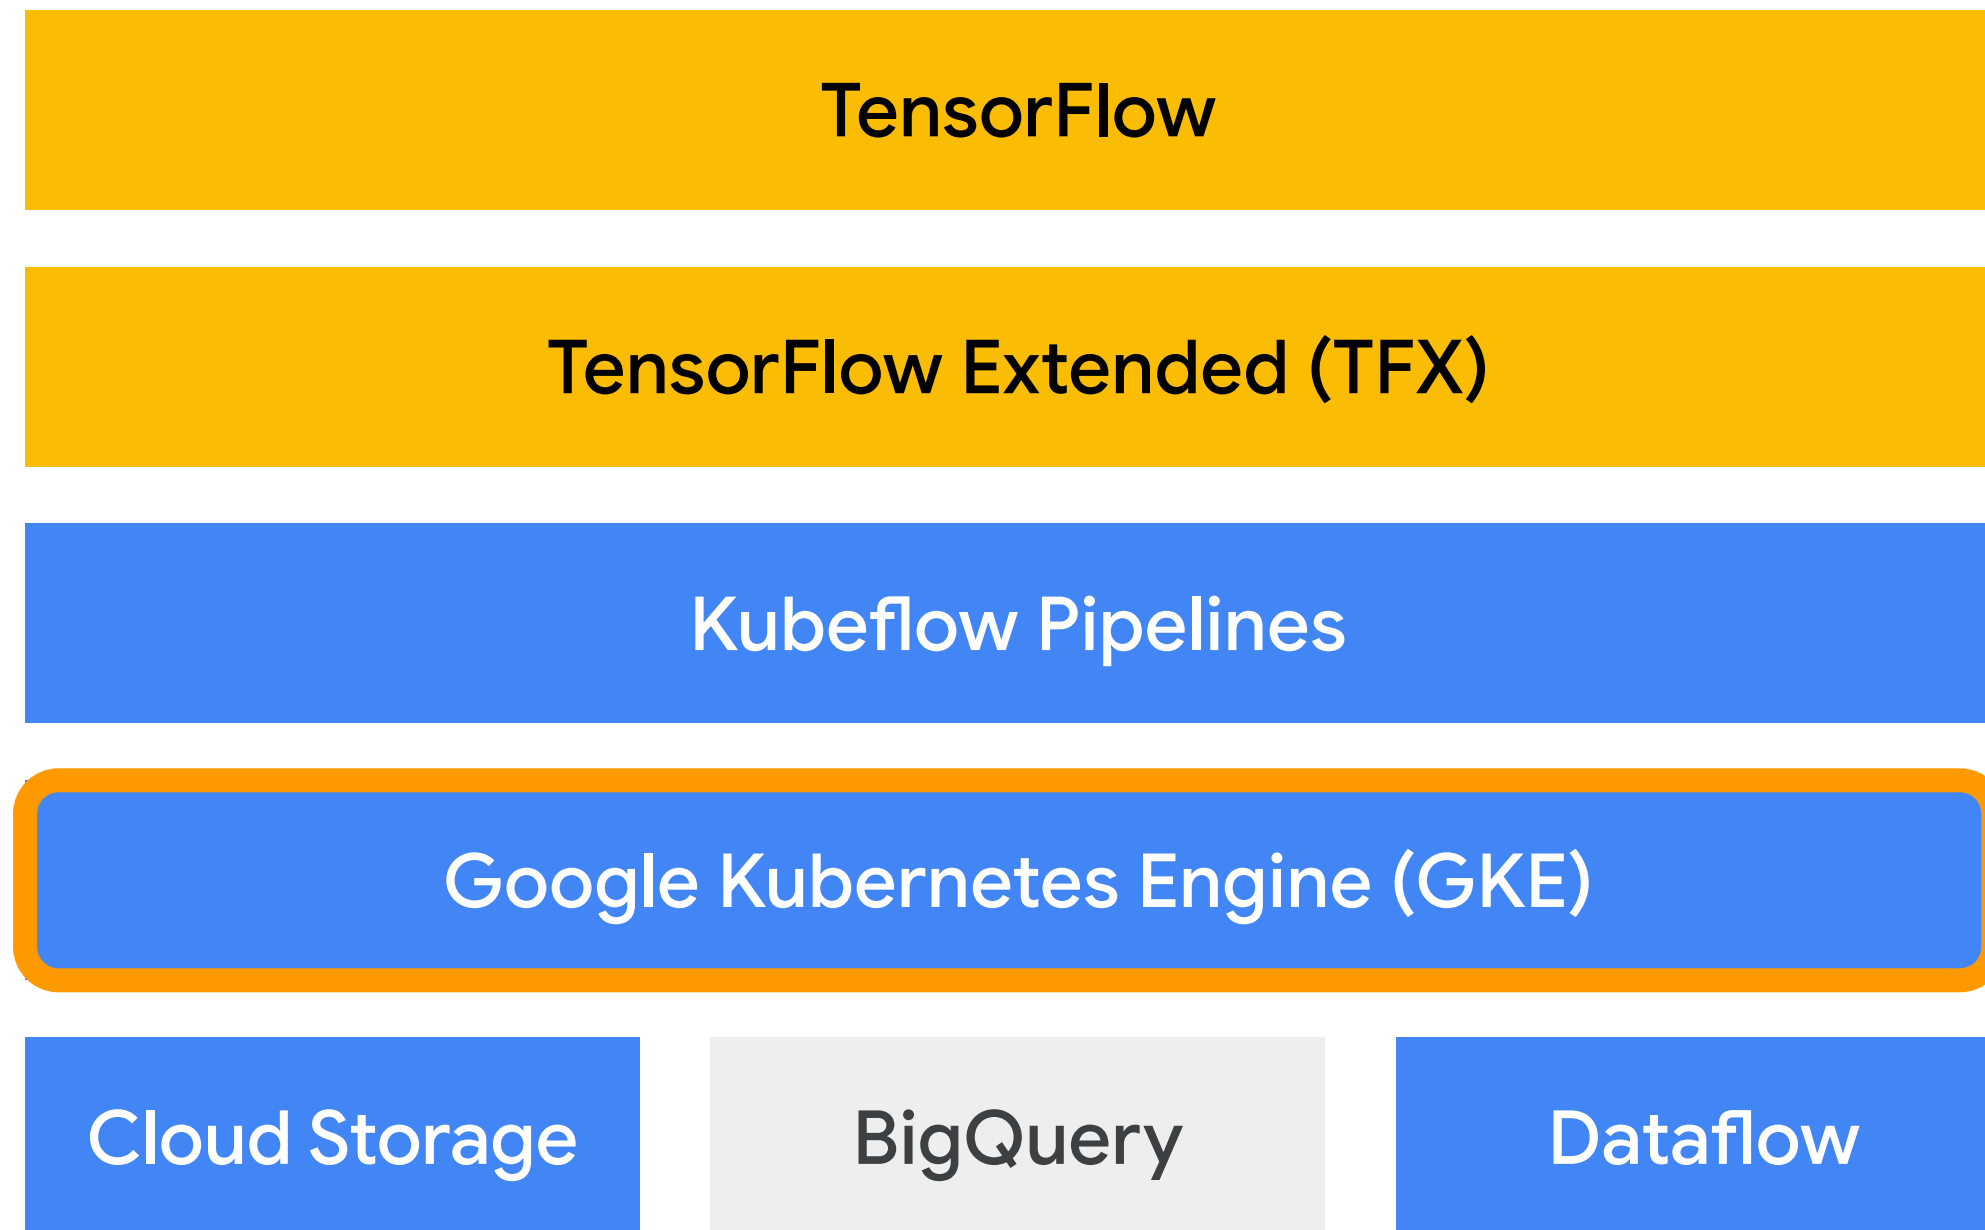 TensorFlow
TensorFlow Extended (TFX)
Kubeflow Pipelines
Google Kubernetes Engine (GKE)
Cloud Storage
BigQuery
Dataflow